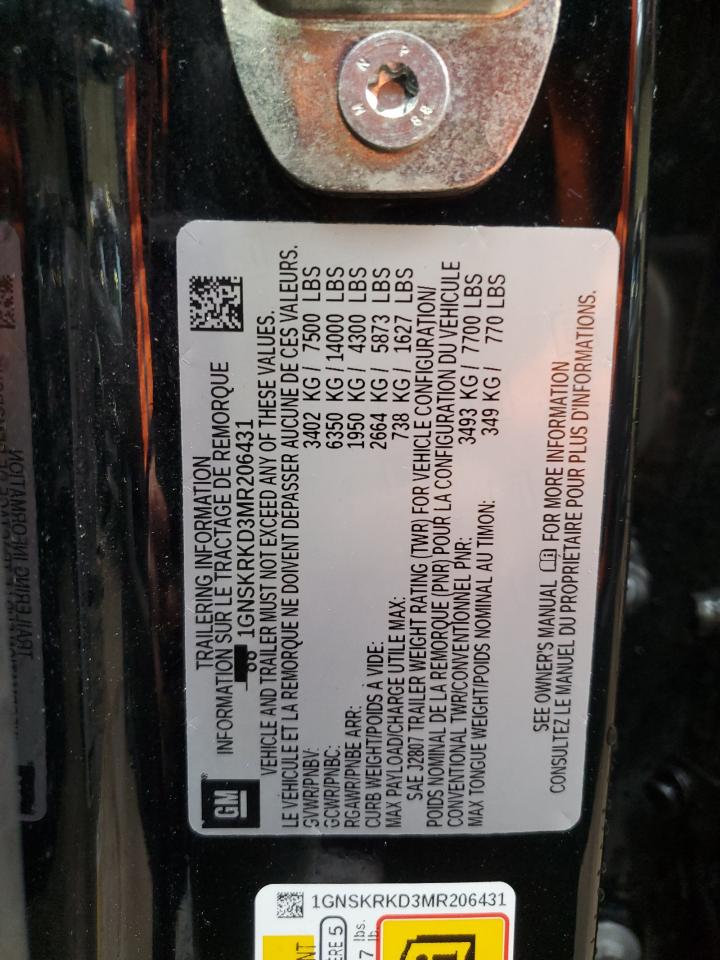 TRAILERING INFORMATION
INFORMATION SUR LE TRACTAGE DE REMORQUE
1GNSKRKD3MR206431
VEHICLE AND TRAILER MUST NOT EXCEED ANY OF THESE VALUES.
LE VÉHICULE ET LA REMORQUE NE DOIVENT DÉPASSER AUCUNE DE CES VALEURS.
GVWR/PNBV: 3402 KG / 7500 LBS
GCWR/PNBC: 6350 KG / 14000 LBS
RGAWR/PNBE ARR: 1950 KG / 4300 LBS
CURB WEIGHT/POIDS À VIDE: 2664 KG / 5873 LBS
MAX PAYLOAD/CHARGE UTILE MAX: 738 KG / 1627 LBS
SAE J2807 TRAILER WEIGHT RATING (TWR) FOR VEHICLE CONFIGURATION/
POIDS NOMINAL DE LA REMORQUE (PNR) POUR LA CONFIGURATION DU VÉHICULE
CONVENTIONAL TWR/CONVENTIONNEL PNR: 3493 KG / 7700 LBS
MAX TONGUE WEIGHT/POIDS NOMINAL AU TIMON: 349 KG / 770 LBS
SEE OWNER'S MANUAL FOR MORE INFORMATION
CONSULTEZ LE MANUEL DU PROPRIÉTAIRE POUR PLUS D'INFORMATIONS.
GM
1GNSKRKD3MR206431